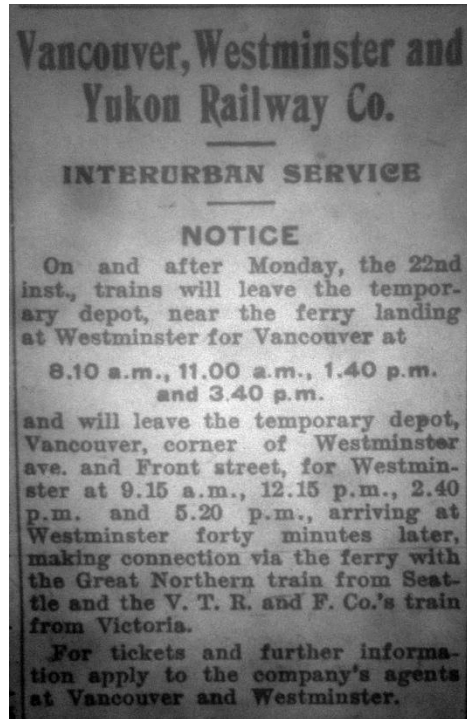 Vancouver, Westminster and
Yukon Railway Co.
INTERURBAN SERVICE
NOTICE
On and after Monday, the 22nd
inst., trains will leave the tempor-
ary depot, near the ferry landing
at Westminster for Vancouver at
8.10 a.m., 11.00 a.m., 1.40 p.m.
and 3.40 p.m.
and will leave the temporary depot,
Vancouver, corner of Westminster
ave. and Front street, for Westmin-
ster at 9.15 a.m., 12.15 p.m., 2.40
p.m. and 5.20 p.m., arriving at
Westminster forty minutes later,
making connection via the ferry with
the Great Northern train from Seat-
tle and the V. T. R. and F. Co.'s train
from Victoria.
For tickets and further informa-
tion apply to the company's agents
at Vancouver and Westminster.